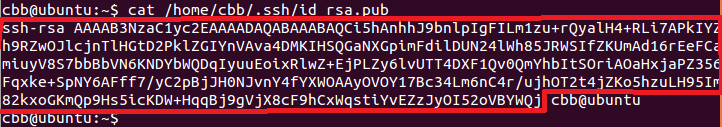 cbb@ubuntu:~$ cat /home/cbb/.ssh/id_rsa.pub
ssh-rsa AAAAB3NzaC1yc2EAAAADAQABAAABAQCi5hAnhhJ9bnlpIgFILm1zu+rQyalH4+RLi7APkIYZ
h9RZwOJlcjnTlHGtD2PklZGIYnVAva4DMKIHSQGaNXGpimFdilDUN24lWh85JRWSIfZKUmAd16rEeFCa
miuyV8S7bbBbVN6KNDYbWQDqIyuuEoixRlwZ+EjPLZy6lvUTT4DXF1Qv0QmYhbItSOriAOaHxjaPZ356
Fqxke+SpNY6AFff7/yC2pBjJH0NJvnY4fYXWOAAyOVOY17Bc34Lm6nC4r/ujhOT2t4jZKo5hzuLH95Im
82kxoGKmQp9Hs5icKDW+HqqBj9gVjX8cF9hCxWqstiYvEZzJyOI52oVBYWQj cbb@ubuntu
cbb@ubuntu:~$